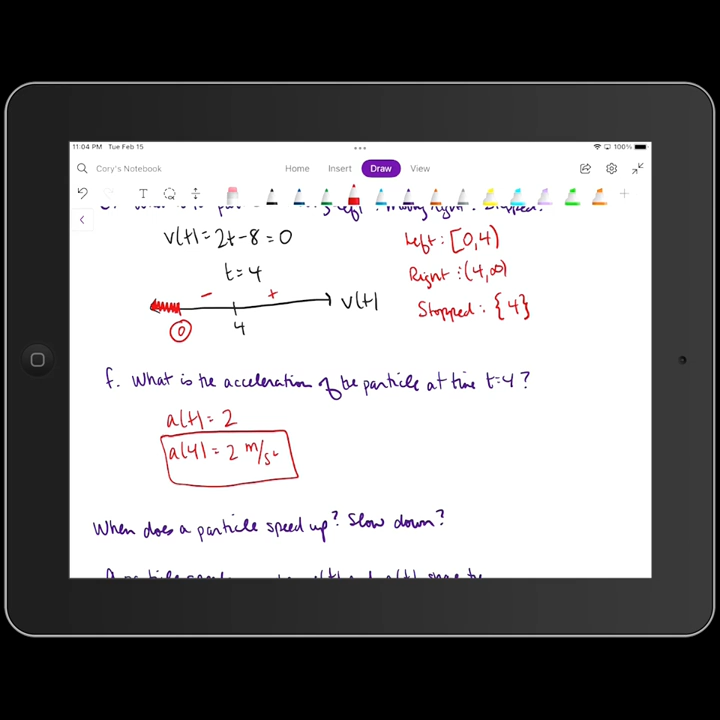 11:04 PM Tue Feb 15
100%
Cory's Notebook
Home Insert Draw View
v(t) = 2t-8 = 0
t=4
- +
v(t)
0
4
Left: [0,4)
Right: (4,∞)
Stopped: {4}
f. What is the acceleration of the particle at time t=4?
a(t) = 2
a(4) = 2 m/s²
When does a particle speed up? Slow down?